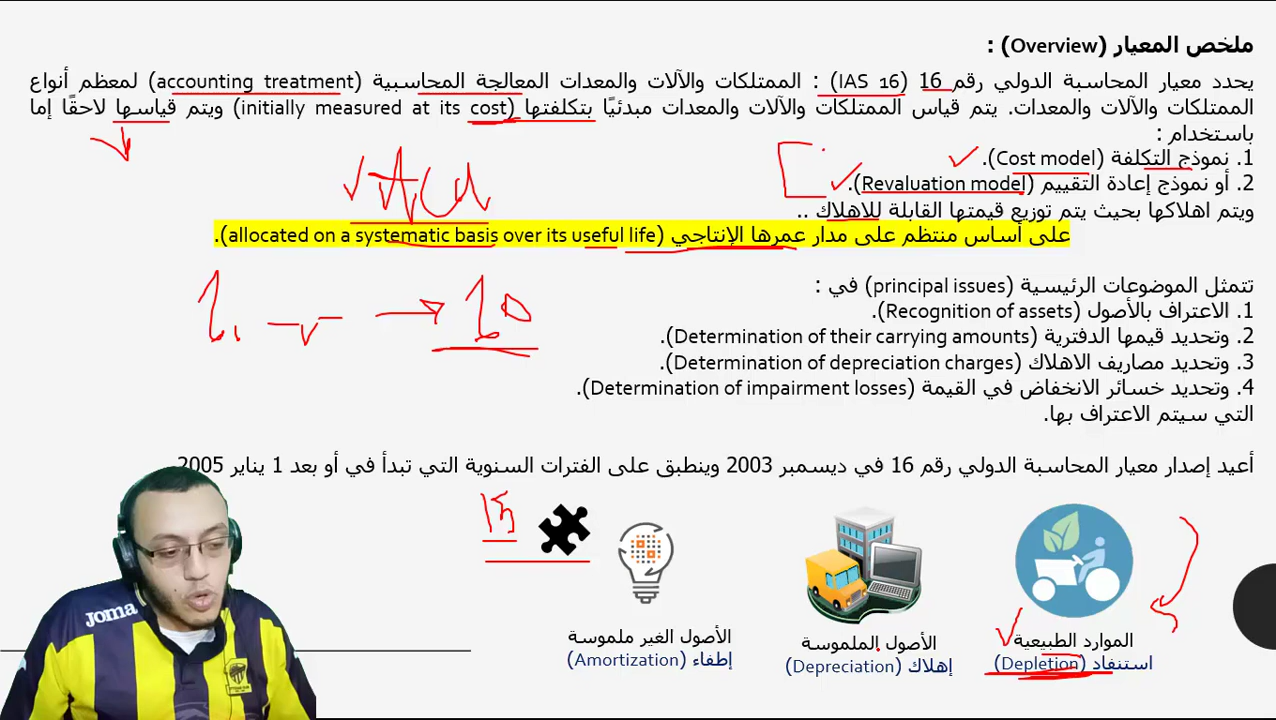 ملخص المعيار (Overview) :
يحدد معيار المحاسبة الدولي رقم 16 (IAS 16) : الممتلكات والآلات والمعدات المعالجة المحاسبية (accounting treatment) لمعظم أنواع
الممتلكات والآلات والمعدات. يتم قياس الممتلكات والآلات والمعدات مبدئيًا بتكلفتها (initially measured at its cost) ويتم قياسها لاحقًا إما
باستخدام :
1. نموذج التكلفة (Cost model).
2. أو نموذج إعادة التقييم (Revaluation model).
ويتم اهلاكها بحيث يتم توزيع قيمتها القابلة للاهلاك ..
على أساس منتظم على مدار عمرها الإنتاجي (allocated on a systematic basis over its useful life).
تتمثل الموضوعات الرئيسية (principal issues) في :
1. الاعتراف بالأصول (Recognition of assets).
2. وتحديد قيمها الدفترية (Determination of their carrying amounts).
3. وتحديد مصاريف الاهلاك (Determination of depreciation charges).
4. وتحديد خسائر الانخفاض في القيمة (Determination of impairment losses).
التي سيتم الاعتراف بها.
أعيد إصدار معيار المحاسبة الدولي رقم 16 في ديسمبر 2003 وينطبق على الفترات السنوية التي تبدأ في أو بعد 1 يناير 2005
الموارد الطبيعية
استنفاد (Depletion)
الأصول الملموسة
إهلاك (Depreciation)
الأصول الغير ملموسة
إطفاء (Amortization)
Joma